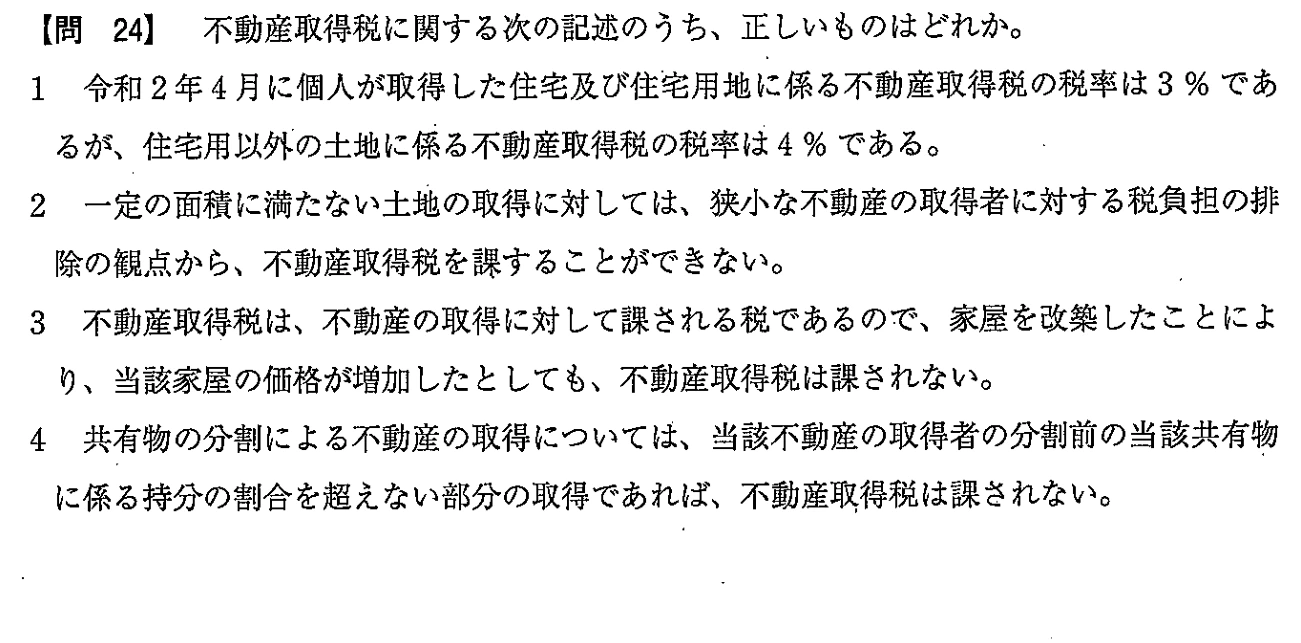 【問　24】　不動産取得税に関する次の記述のうち、正しいものはどれか。
1　令和2年4月に個人が取得した住宅及び住宅用地に係る不動産取得税の税率は3％であ
るが、住宅用以外の土地に係る不動産取得税の税率は4％である。
2　一定の面積に満たない土地の取得に対しては、狭小な不動産の取得者に対する税負担の排
除の観点から、不動産取得税を課することができない。
3　不動産取得税は、不動産の取得に対して課される税であるので、家屋を改築したことによ
り、当該家屋の価格が増加したとしても、不動産取得税は課されない。
4　共有物の分割による不動産の取得については、当該不動産の取得者の分割前の当該共有物
に係る持分の割合を超えない部分の取得であれば、不動産取得税は課されない。